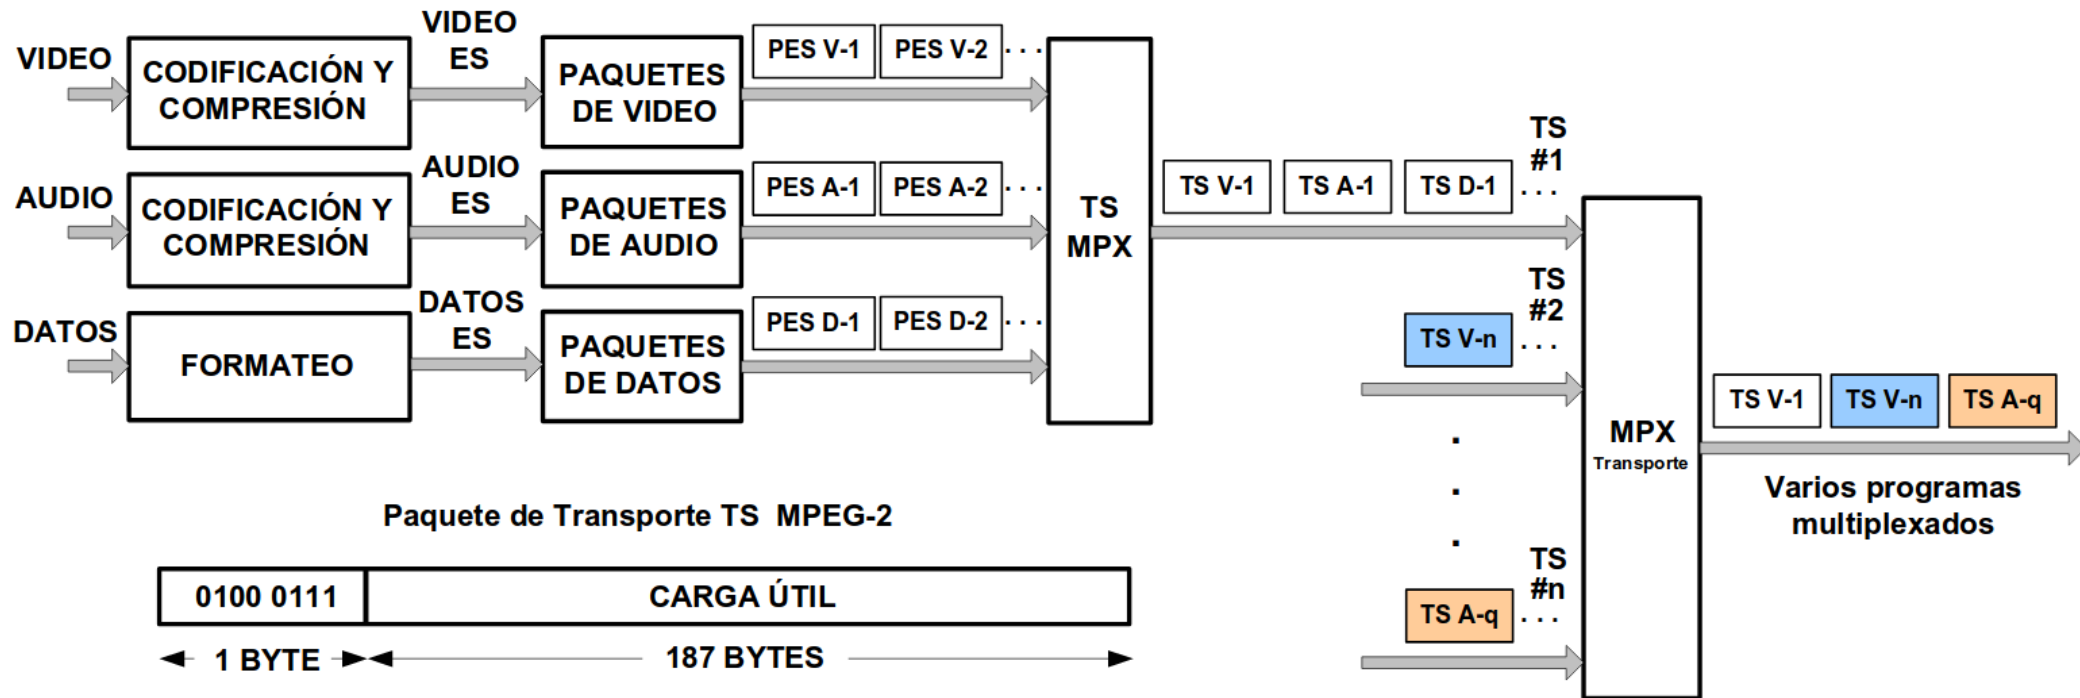 VIDEO
CODIFICACIÓN Y
COMPRESIÓN
VIDEO
ES
PAQUETES
DE VIDEO
PES V-1
PES V-2
. . .
AUDIO
CODIFICACIÓN Y
COMPRESIÓN
AUDIO
ES
PAQUETES
DE AUDIO
PES A-1
PES A-2
. . .
DATOS
FORMATEO
DATOS
ES
PAQUETES
DE DATOS
PES D-1
PES D-2
. . .
TS
MPX
TS V-1
TS A-1
TS D-1
. . .
TS
#1
TS
#2
TS V-n
. . .
.
.
.
TS
#n
TS A-q
. . .
MPX
Transporte
TS V-1
TS V-n
TS A-q
Varios programas
multiplexados
Paquete de Transporte TS MPEG-2
0100 0111
CARGA ÚTIL
1 BYTE
187 BYTES